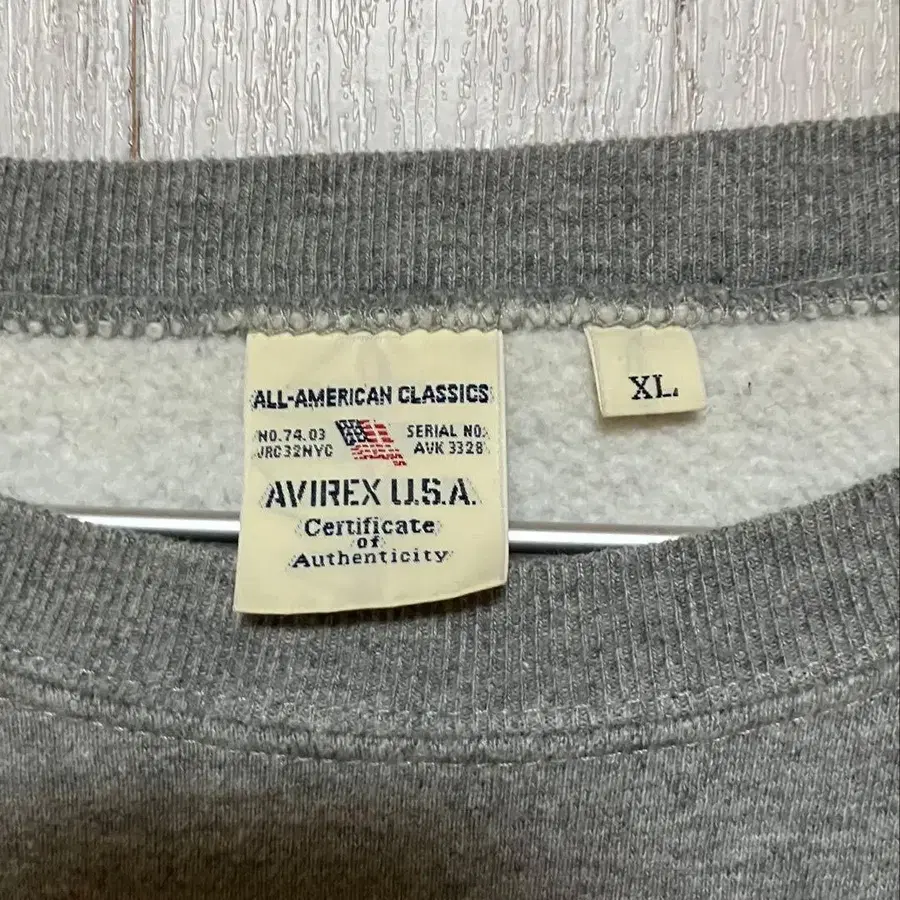 ALL-AMERICAN CLASSICS
NO.74.03
JRC32NYC
SERIAL NO.
AVK 3328
AVIREX U.S.A.
Certificate
of
Authenticity
XL